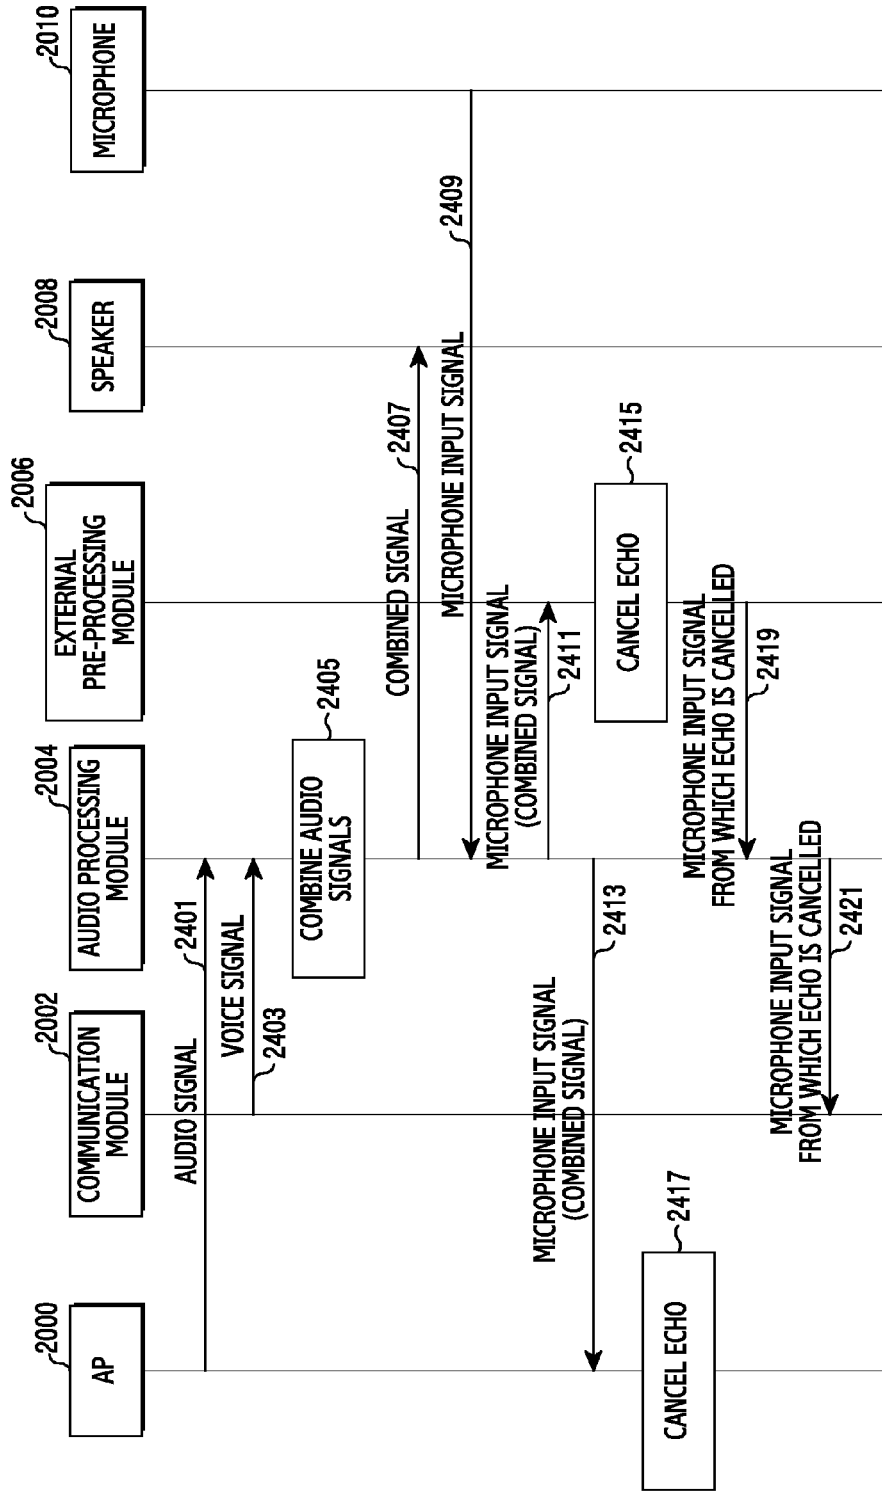 2000
AP
2002
COMMUNICATION
MODULE
2004
AUDIO PROCESSING
MODULE
2006
EXTERNAL
PRE-PROCESSING
MODULE
2008
SPEAKER
2010
MICROPHONE
AUDIO SIGNAL
2401
VOICE SIGNAL
2403
2405
COMBINE AUDIO
SIGNALS
COMBINED SIGNAL
2407
MICROPHONE INPUT SIGNAL
2409
MICROPHONE INPUT SIGNAL
(COMBINED SIGNAL)
2411
MICROPHONE INPUT SIGNAL
(COMBINED SIGNAL)
2413
CANCEL ECHO
2415
CANCEL ECHO
2417
MICROPHONE INPUT SIGNAL
FROM WHICH ECHO IS CANCELLED
2419
MICROPHONE INPUT SIGNAL
FROM WHICH ECHO IS CANCELLED
2421